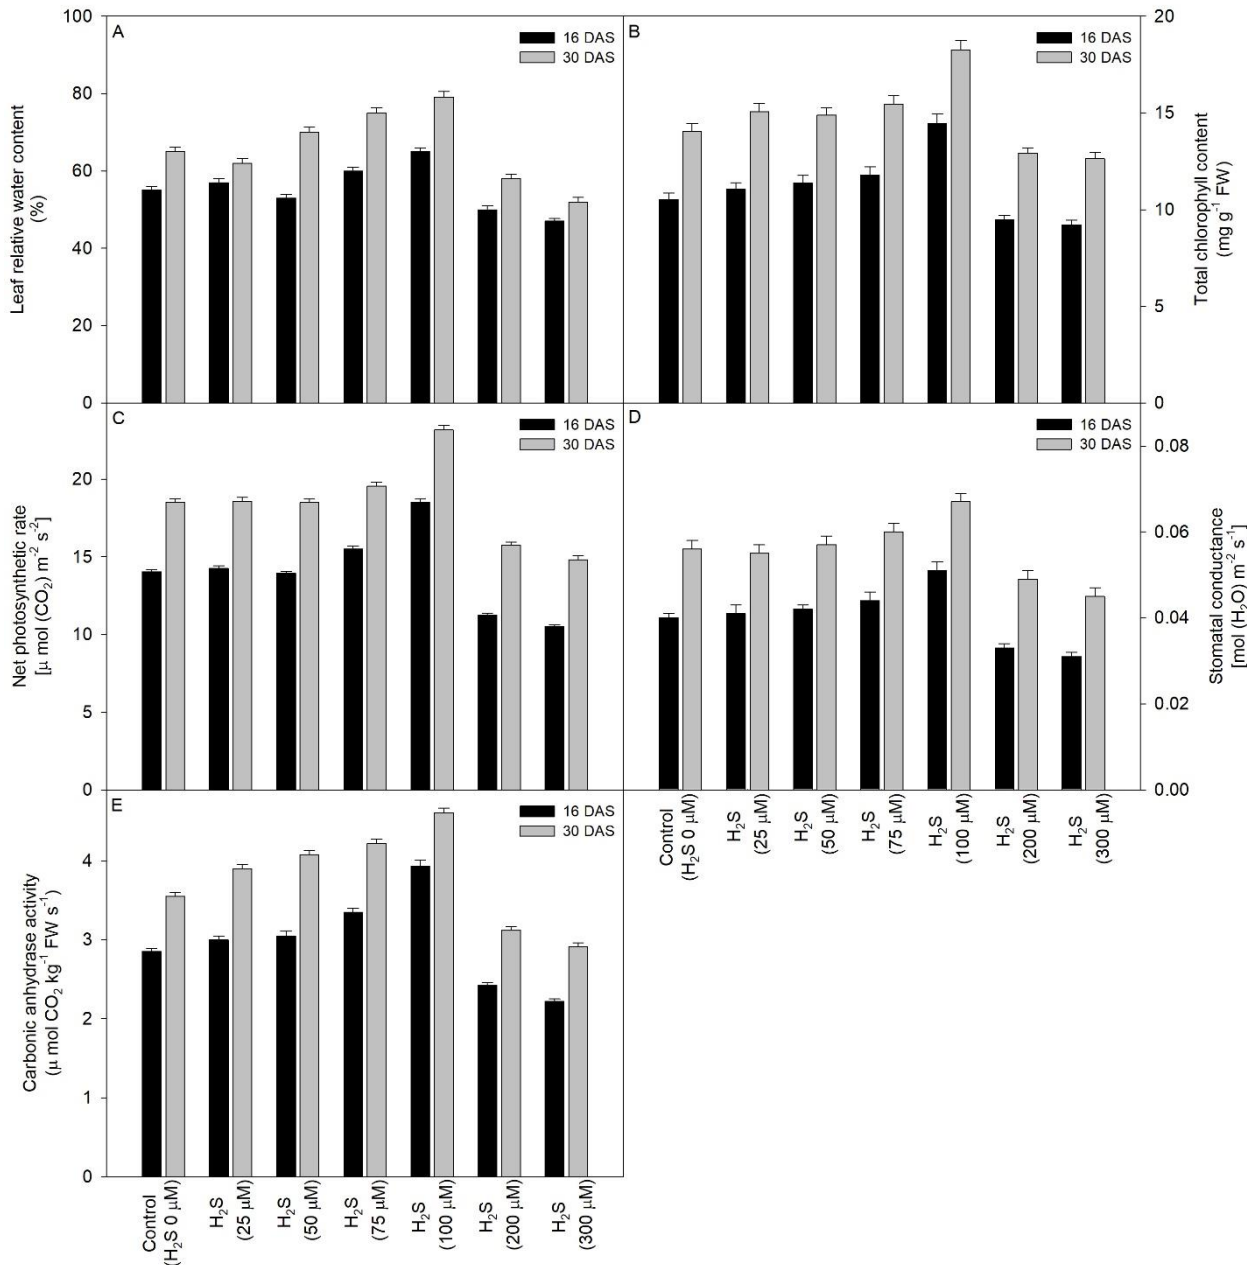 A
16 DAS
30 DAS
Leaf relative water content
(%)
100
80
60
40
20
0
B
16 DAS
30 DAS
20
15
10
5
0
Total chlorophyll content
(mg g⁻¹ FW)
C
16 DAS
30 DAS
Net photosynthetic rate
[μ mol (CO₂) m⁻² s⁻²]
20
15
10
5
0
D
16 DAS
30 DAS
0.08
0.06
0.04
0.02
0.00
Stomatal conductance
[mol (H₂O) m⁻² s⁻¹]
Control
(H₂S 0 μM)
H₂S
(25 μM)
H₂S
(50 μM)
H₂S
(75 μM)
H₂S
(100 μM)
H₂S
(200 μM)
H₂S
(300 μM)
E
16 DAS
30 DAS
Carbonic anhydrase activity
(μ mol CO₂ kg⁻¹ FW s⁻¹)
4
3
2
1
0
Control
(H₂S 0 μM)
H₂S
(25 μM)
H₂S
(50 μM)
H₂S
(75 μM)
H₂S
(100 μM)
H₂S
(200 μM)
H₂S
(300 μM)